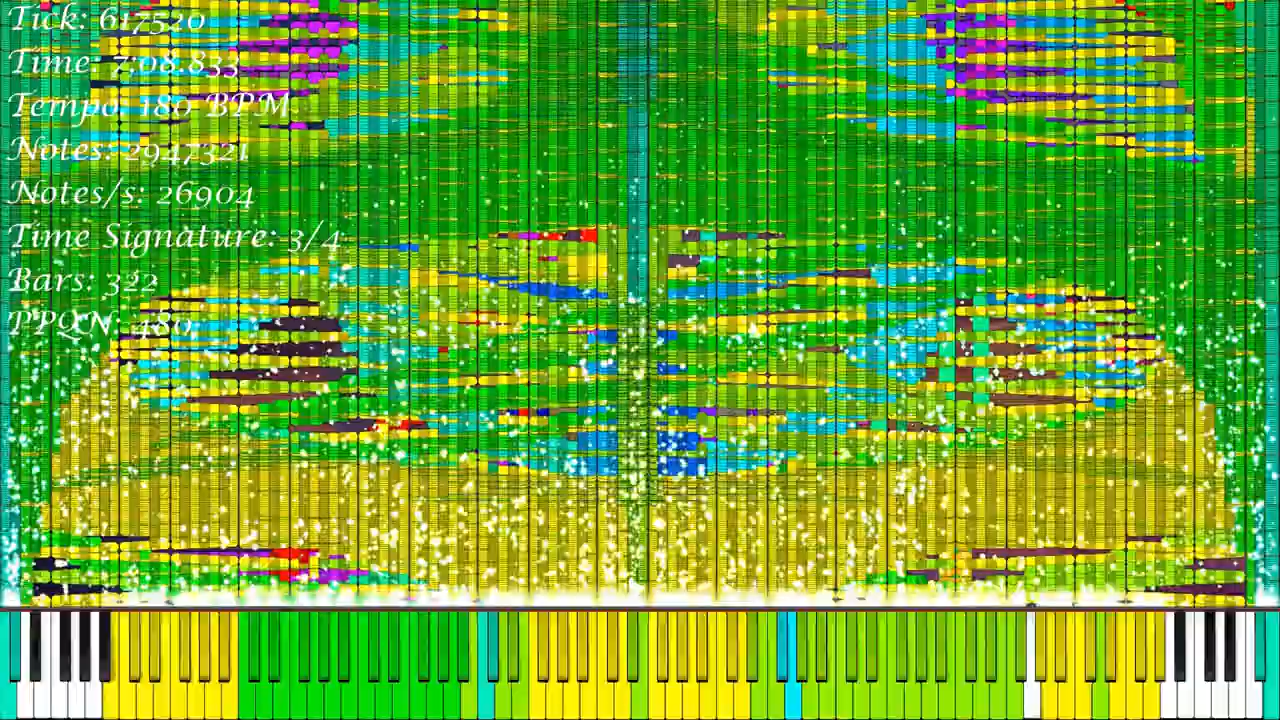 Tick: 617520
Time: 7:08.833
Tempo: 180 BPM
Notes: 2947321
Notes/s: 26904
Time Signature: 3/4
Bars: 322
PPQN: 480